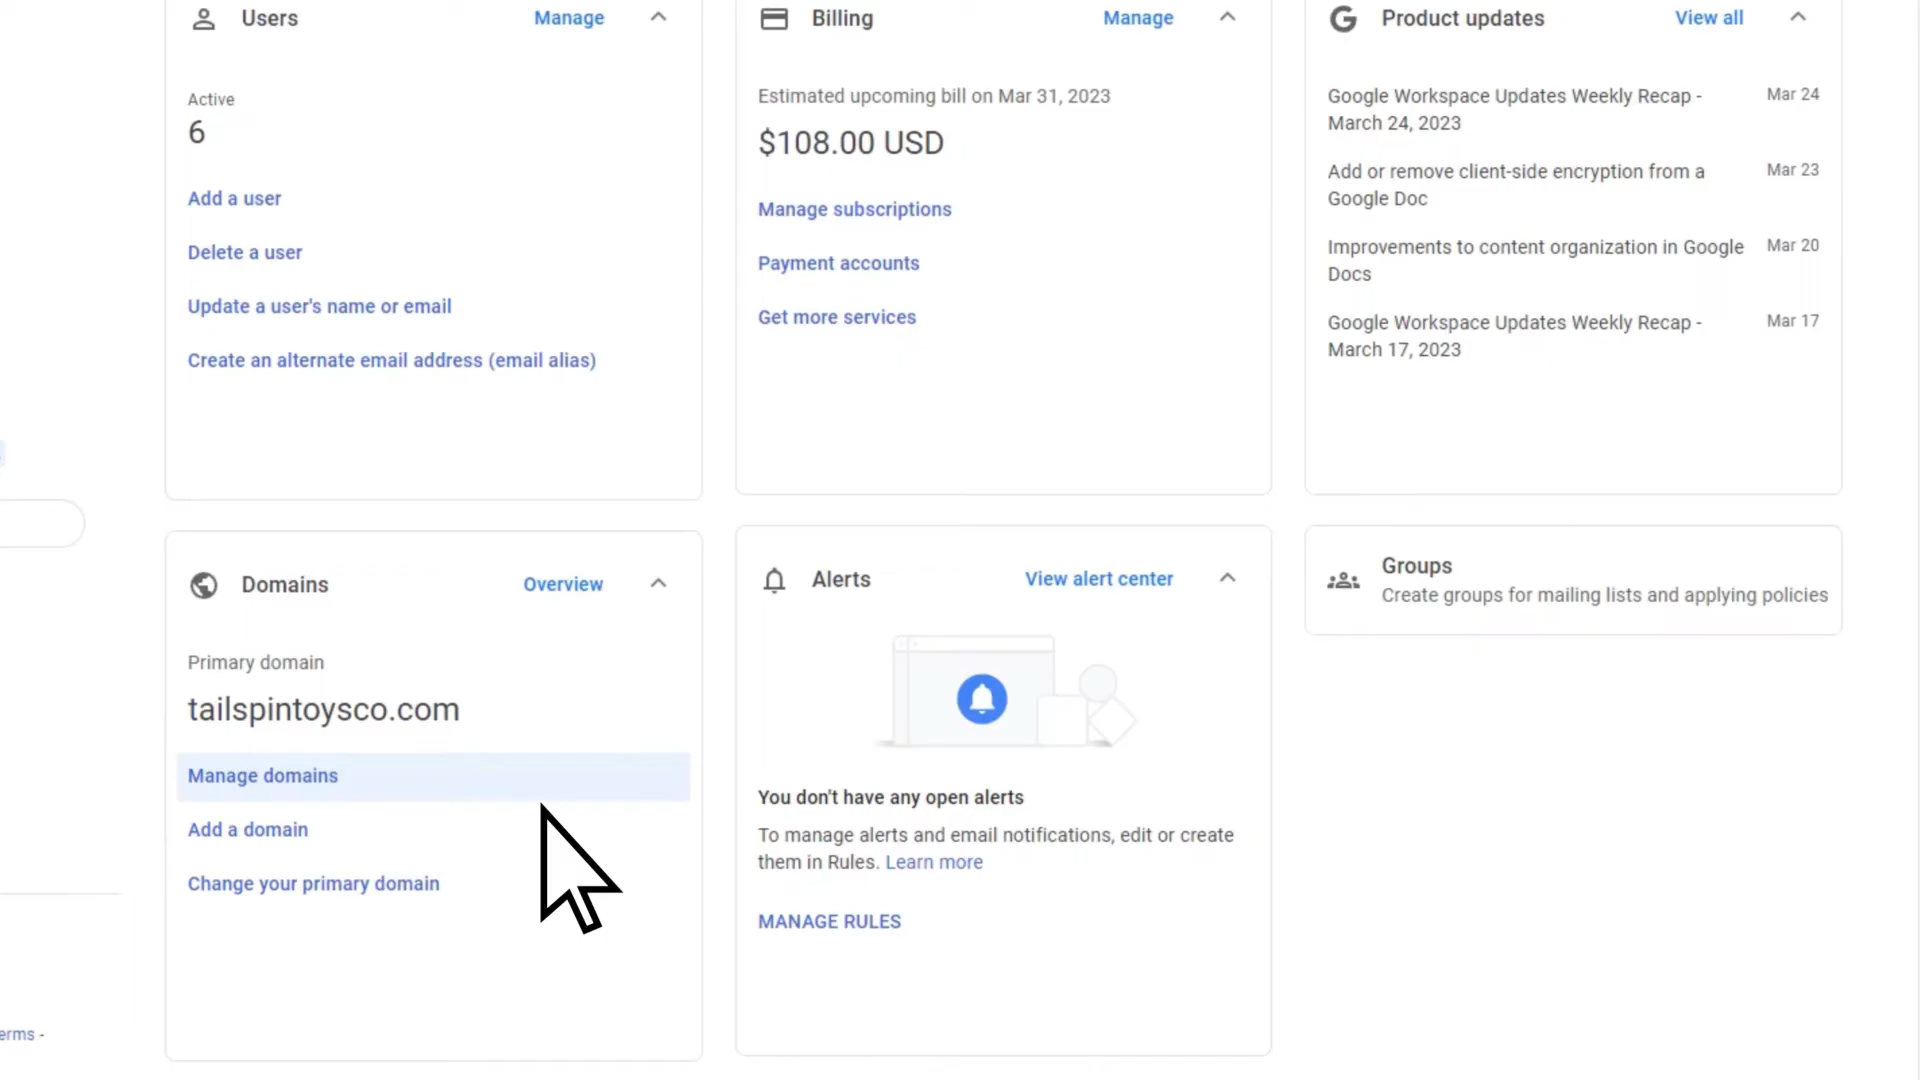 Users
Manage
Active
6
Add a user
Delete a user
Update a user's name or email
Create an alternate email address (email alias)
Billing
Manage
Estimated upcoming bill on Mar 31, 2023
$108.00 USD
Manage subscriptions
Payment accounts
Get more services
Product updates
View all
Google Workspace Updates Weekly Recap -
March 24, 2023
Mar 24
Add or remove client-side encryption from a
Google Doc
Mar 23
Improvements to content organization in Google
Docs
Mar 20
Google Workspace Updates Weekly Recap -
March 17, 2023
Mar 17
Domains
Overview
Primary domain
tailspintoysco.com
Manage domains
Add a domain
Change your primary domain
Alerts
View alert center
You don't have any open alerts
To manage alerts and email notifications, edit or create
them in Rules. Learn more
MANAGE RULES
Groups
Create groups for mailing lists and applying policies
erms -